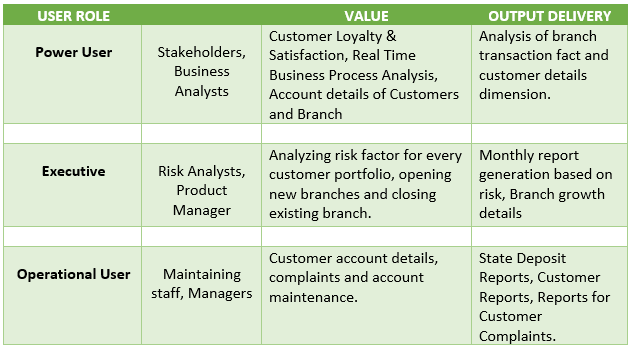 USER ROLE VALUE OUTPUT DELIVERY
Power User
Stakeholders,
Business
Analysts
Customer Loyalty &
Satisfaction, Real Time
Business Process Analysis,
Account details of Customers
and Branch
Analysis of branch
transaction fact and
customer details
dimension.
Executive
Risk Analysts,
Product
Manager
Analyzing risk factor for every
customer portfolio, opening
new branches and closing
existing branch.
Monthly report
generation based on
risk, Branch growth
details
Operational User
Maintaining
staff, Managers
Customer account details,
complaints and account
maintenance.
State Deposit
Reports, Customer
Reports, Reports for
Customer
Complaints.